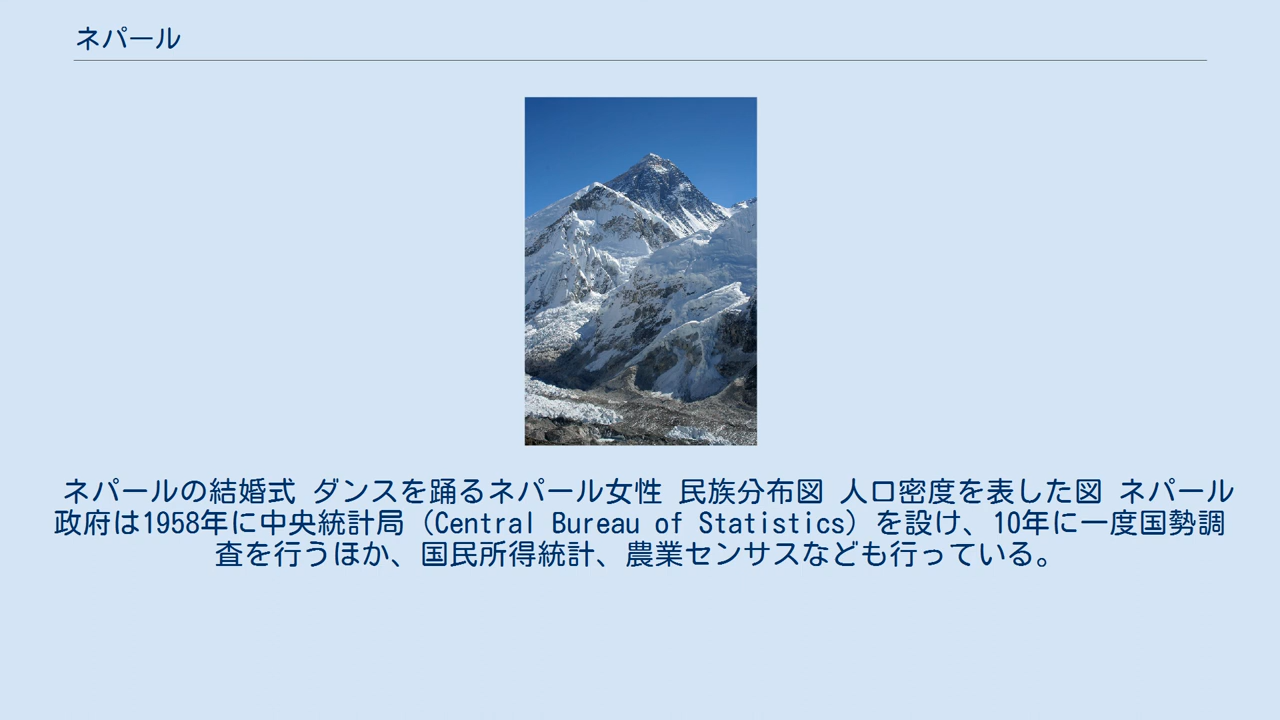 ネパール
ネパールの結婚式 ダンスを踊るネパール女性 民族分布図 人口密度を表した図 ネパール
政府は1958年に中央統計局（Central Bureau of Statistics）を設け、10年に一度国勢調
査を行うほか、国民所得統計、農業センサスなども行っている。